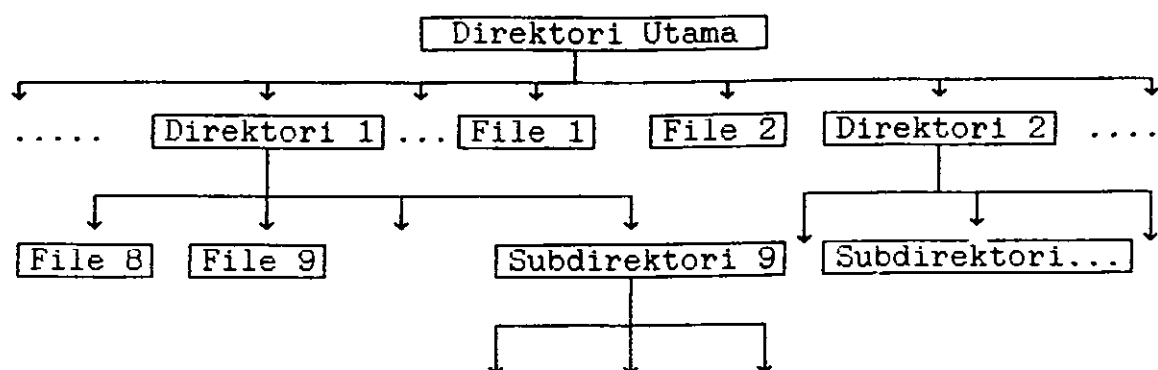 Direktori Utama
..... Direktori 1 ... File 1 File 2 Direktori 2 ....
File 8 File 9 Subdirektori 9 Subdirektori...